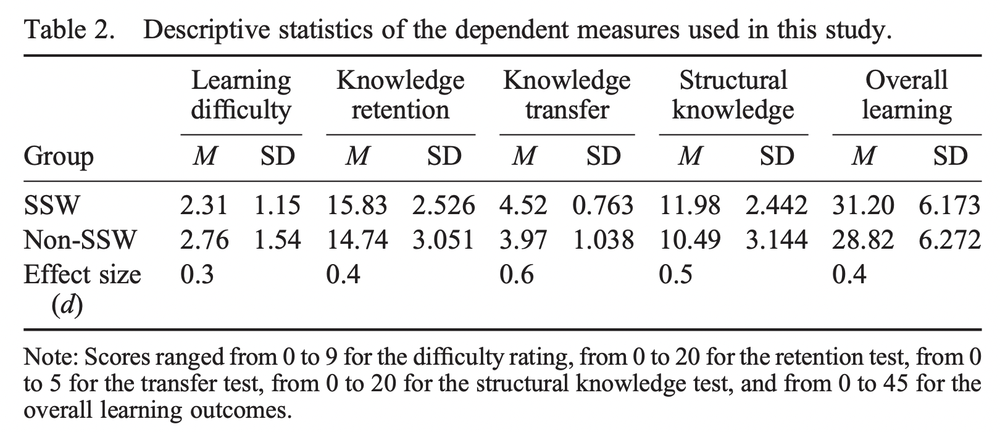 Table 2. Descriptive statistics of the dependent measures used in this study.
Learning difficulty Knowledge retention Knowledge transfer Structural knowledge Overall learning
Group M SD M SD M SD M SD M SD
SSW 2.31 1.15 15.83 2.526 4.52 0.763 11.98 2.442 31.20 6.173
Non-SSW 2.76 1.54 14.74 3.051 3.97 1.038 10.49 3.144 28.82 6.272
Effect size (d) 0.3 0.4 0.6 0.5 0.4
Note: Scores ranged from 0 to 9 for the difficulty rating, from 0 to 20 for the retention test, from 0
to 5 for the transfer test, from 0 to 20 for the structural knowledge test, and from 0 to 45 for the
overall learning outcomes.